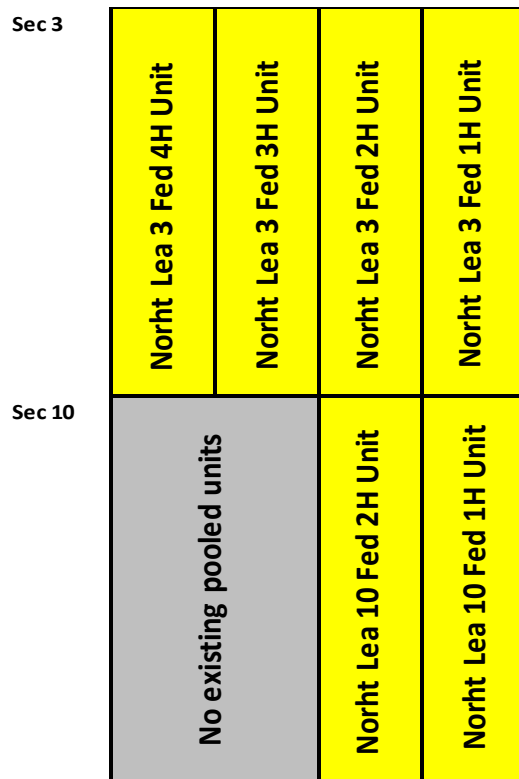 Sec 3
Norht Lea 3 Fed 4H Unit
Norht Lea 3 Fed 3H Unit
Norht Lea 3 Fed 2H Unit
Norht Lea 3 Fed 1H Unit
Sec 10
No existing pooled units
Norht Lea 10 Fed 2H Unit
Norht Lea 10 Fed 1H Unit